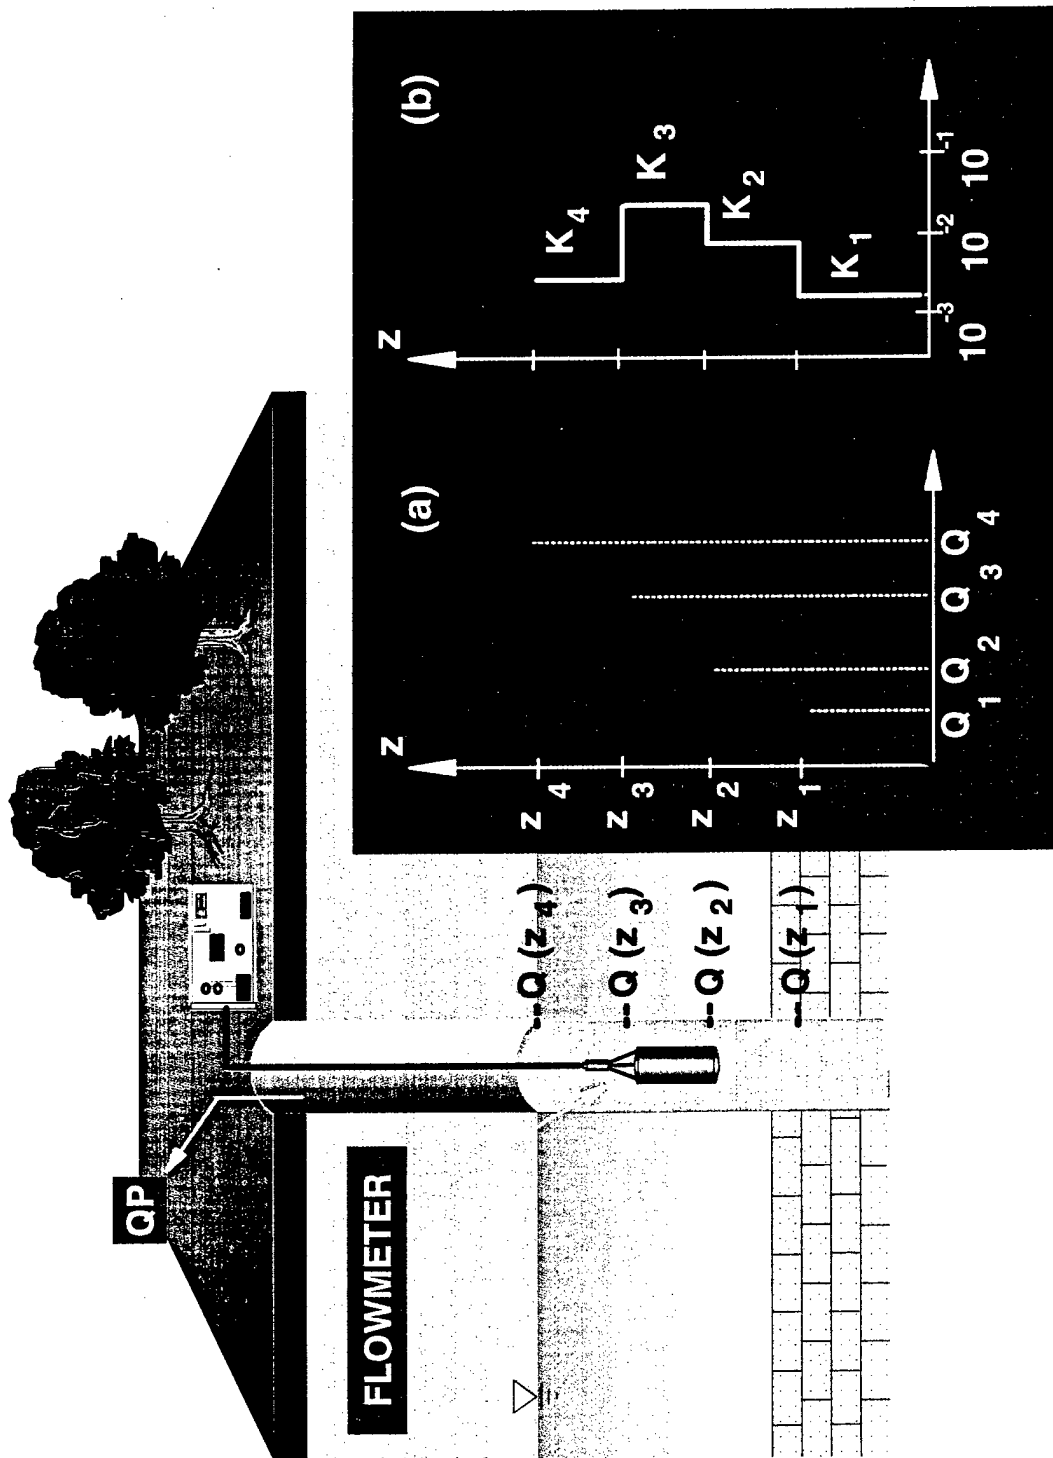 QP
FLOWMETER
Q (z4)
Q (z3)
Q (z2)
Q (z1)
(a)
z
z4
z3
z2
z1
Q1 Q2 Q3 Q4
(b)
z
K4
K3
K2
K1
10-3 10-2 10-1